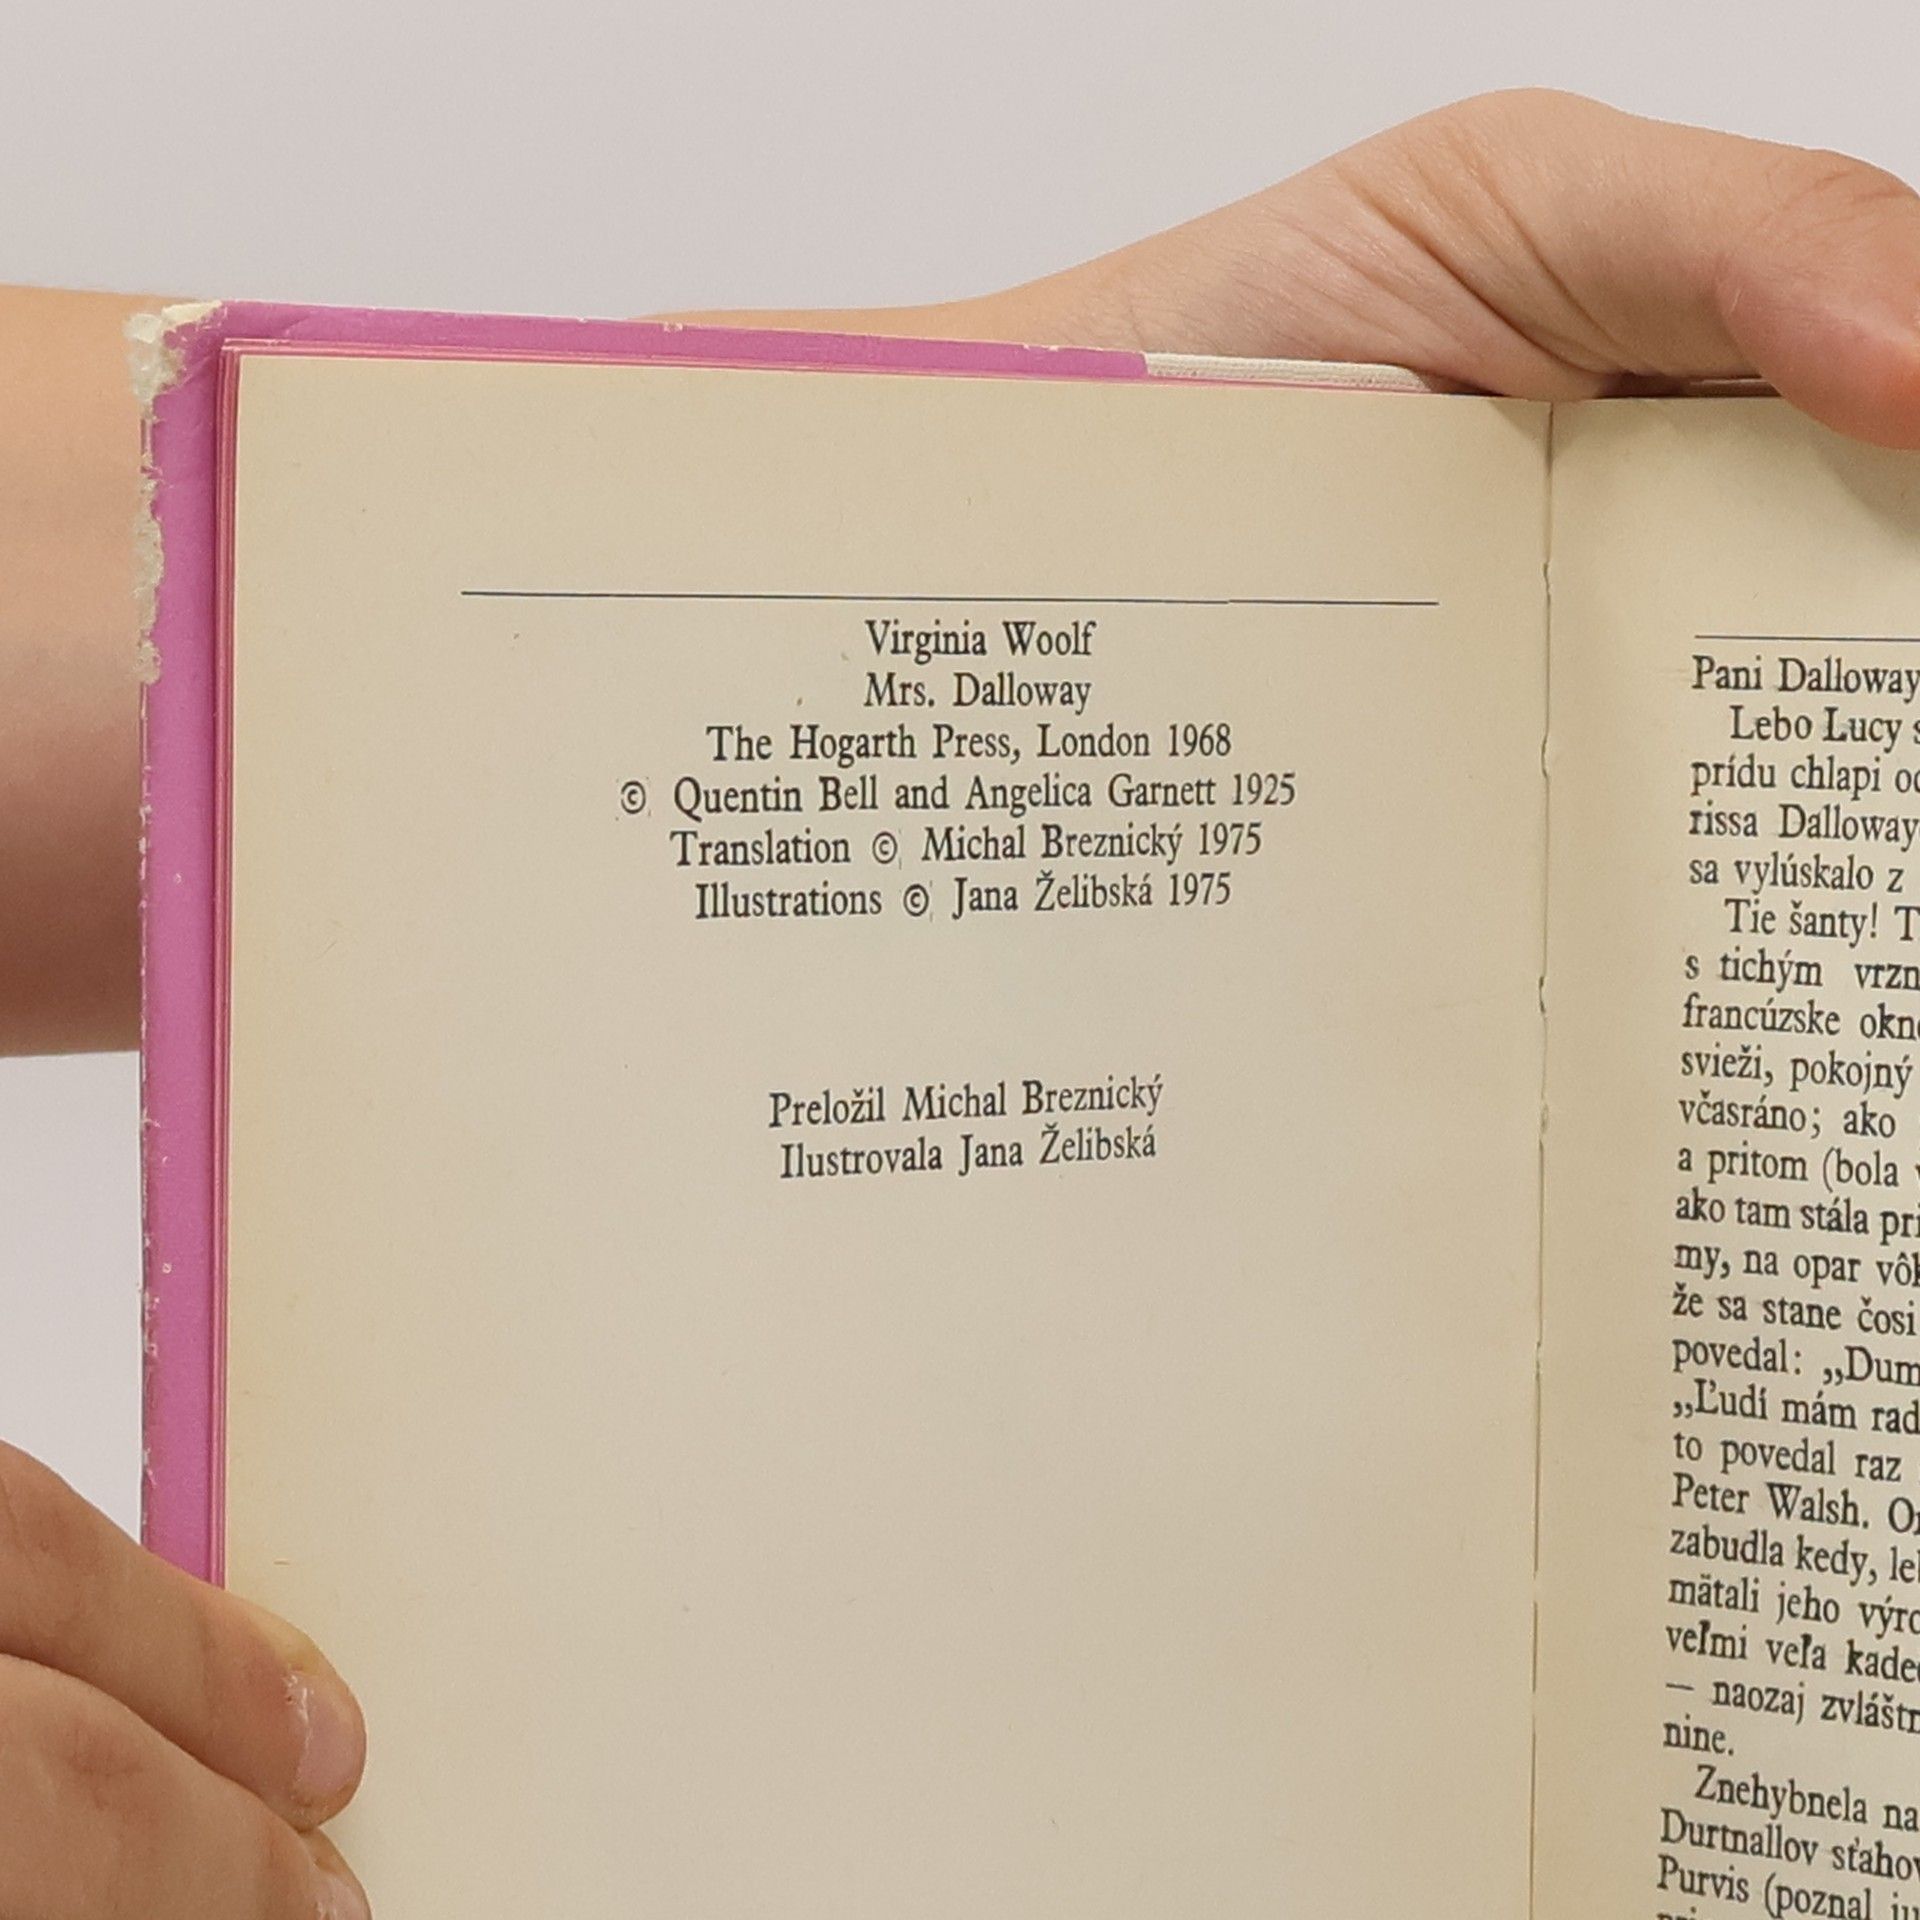 Virginia Woolf
Mrs. Dalloway
The Hogarth Press, London 1968
© Quentin Bell and Angelica Garnett 1925
Translation © Michal Breznický 1975
Illustrations © Jana Želibská 1975
Preložil Michal Breznický
Ilustrovala Jana Želibská
Pani Dalloway
Lebo Lucy
prídu chlapi
rissa Dalloway
sa vylúskalo z
Tie šanty!
s tichým
francúzske
svieži, pokojný
včasráno; ako
a pritom (bola
ako tam stála
my, na opar
že sa stane čosi
povedal:
„Ľudí mám
to povedal raz
Peter Walsh.
zabudla kedy,
mätali jeho
veľmi veľa
— naozaj
nine.
Znehybnela
Durtnallov
Purvis (poznal